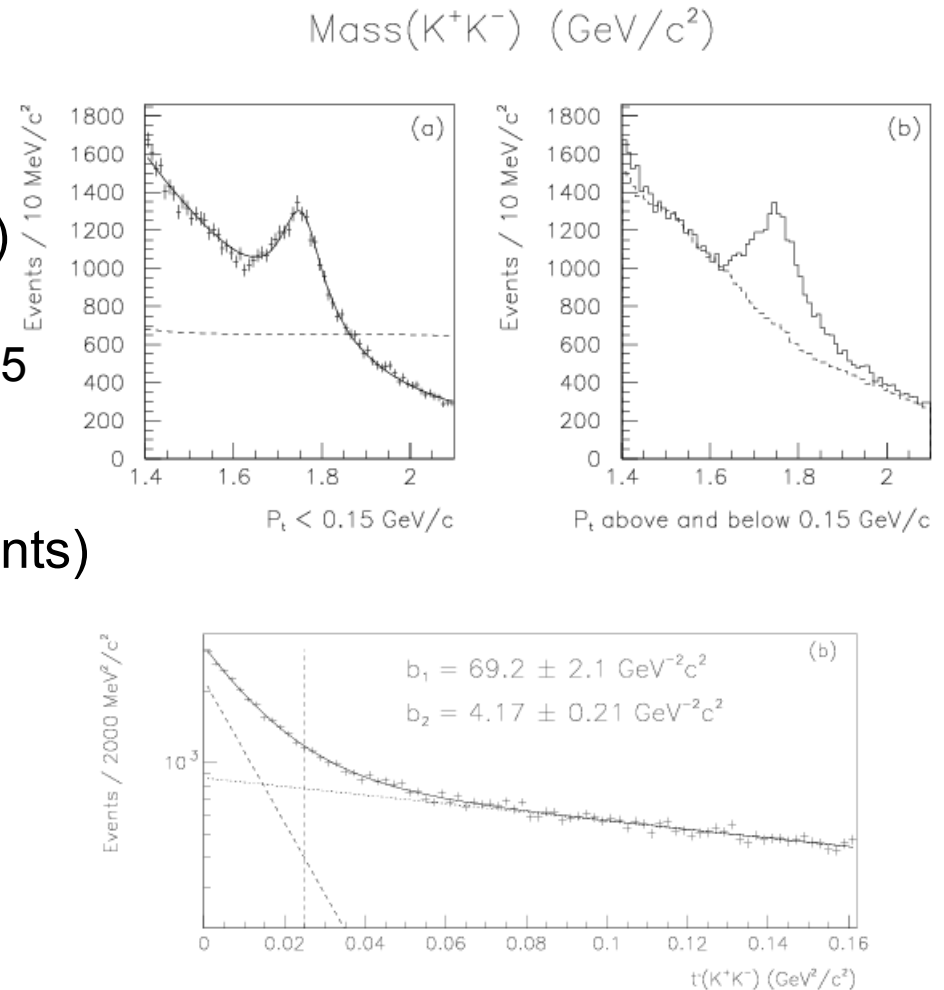 Mass(K⁺K⁻) (GeV/c²)
Events / 10 MeV/c²
1800
1600
1400
1200
1000
800
600
400
200
0
(a)
1.4 1.6 1.8 2
P_t < 0.15 GeV/c
Events / 10 MeV/c²
1800
1600
1400
1200
1000
800
600
400
200
0
(b)
1.4 1.6 1.8 2
P_t above and below 0.15 GeV/c
)
5
nts)
Events / 2000 MeV²/c²
10³
(b)
b₁ = 69.2 ± 2.1 GeV⁻²c²
b₂ = 4.17 ± 0.21 GeV⁻²c²
0 0.02 0.04 0.06 0.08 0.1 0.12 0.14 0.16
t'(K⁺K⁻) (GeV²/c²)